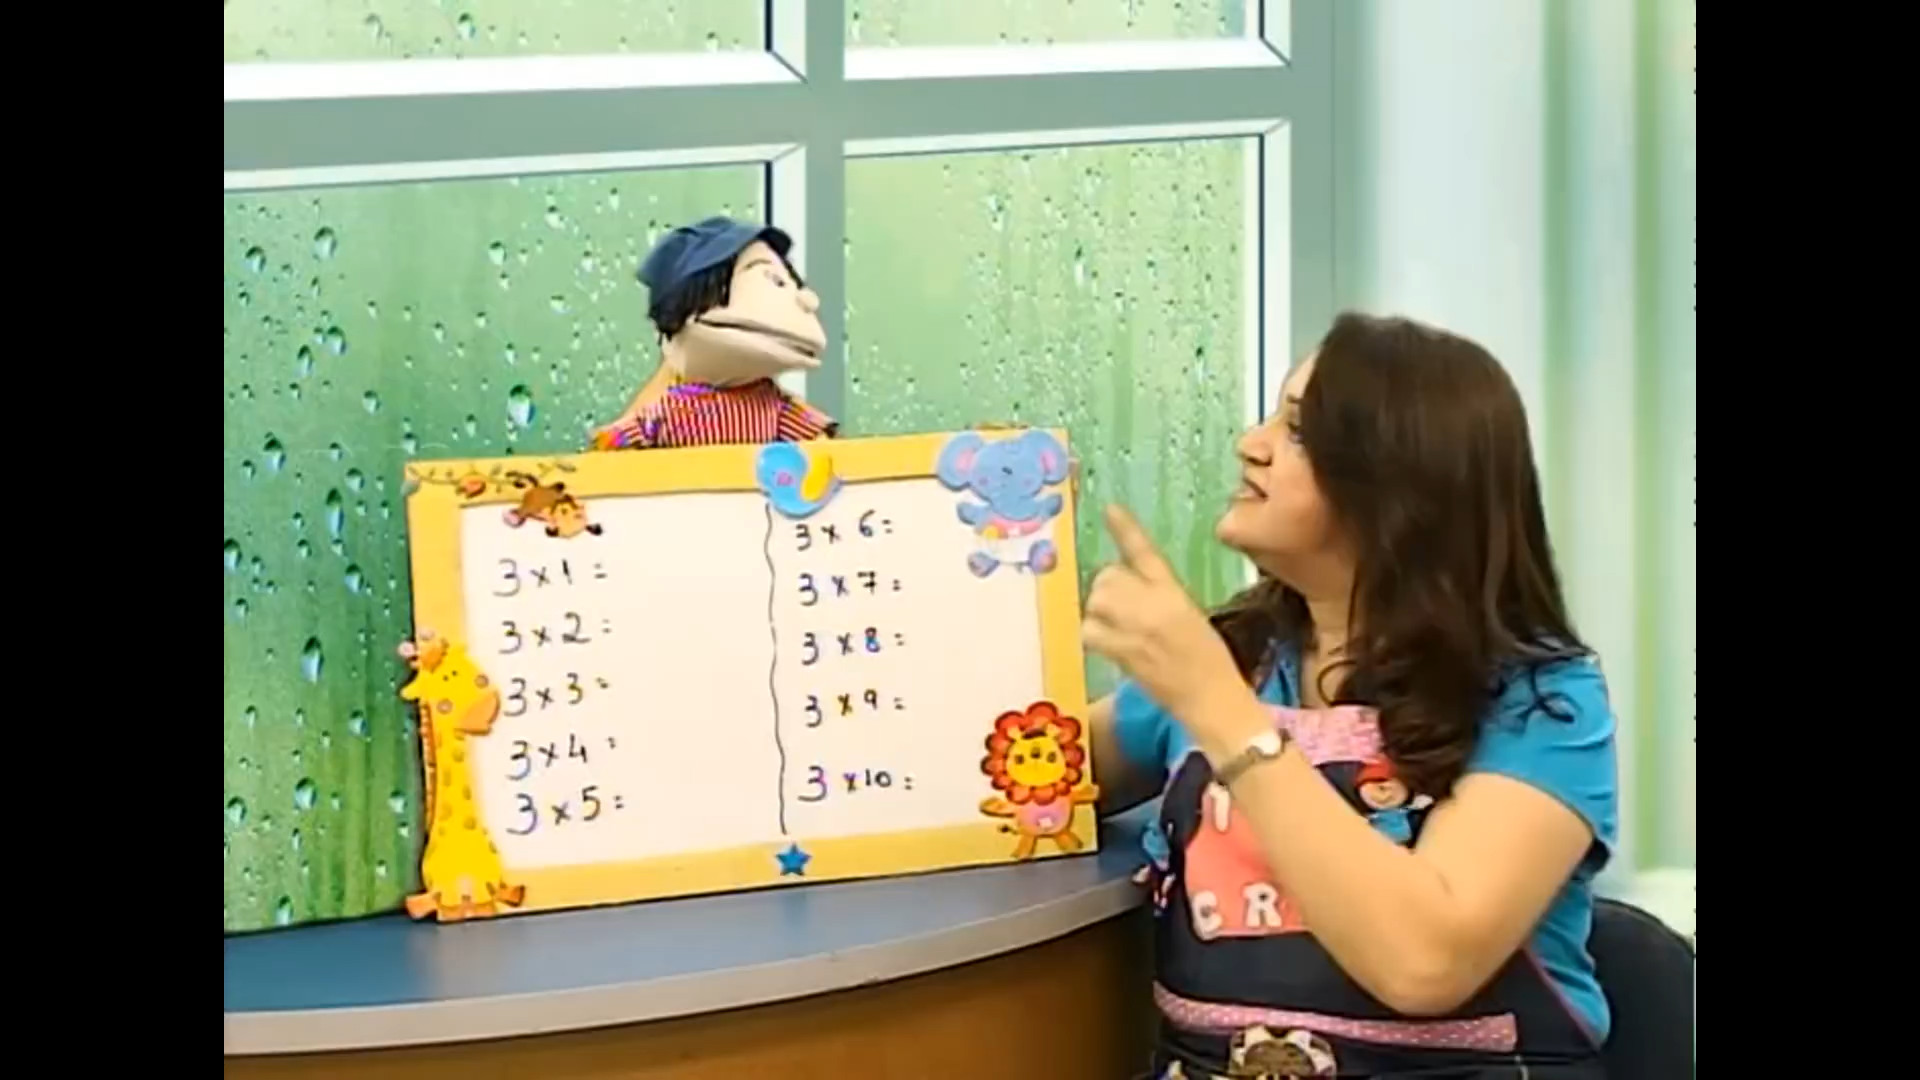 3 x 1 =
3 x 2 =
3 x 3 =
3 x 4 =
3 x 5 =
3 x 6 =
3 x 7 =
3 x 8 =
3 x 9 =
3 x 10 =